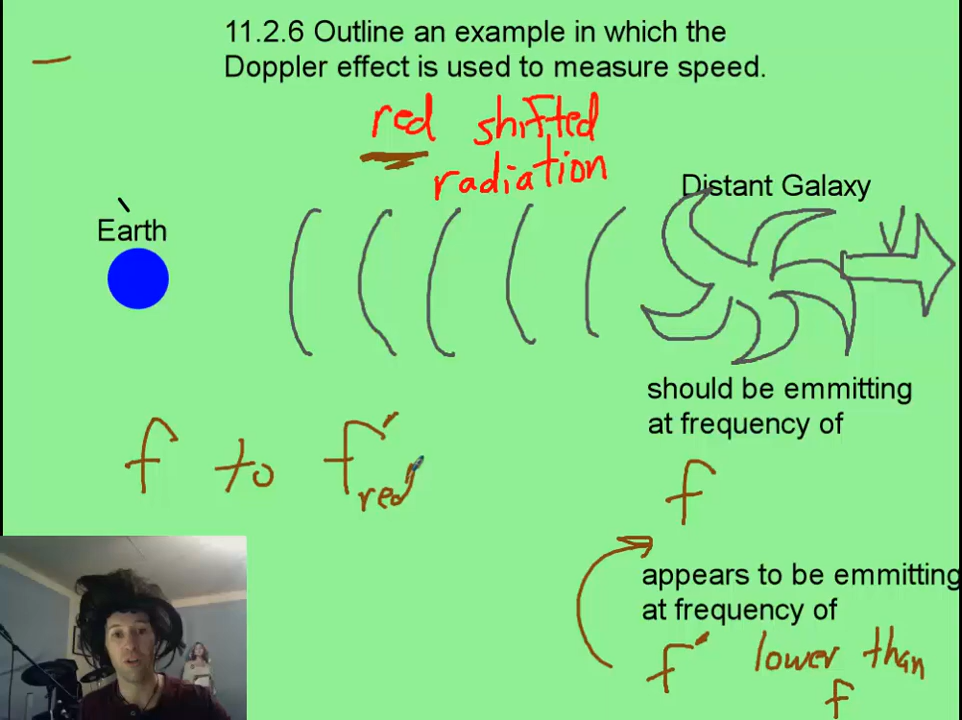 11.2.6 Outline an example in which the
Doppler effect is used to measure speed.
red shifted
radiation
Distant Galaxy
Earth
V
should be emmitting
at frequency of
f
f to f'red
appears to be emmitting
at frequency of
f' lower than
f